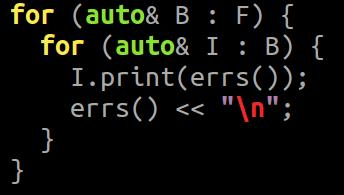 for (auto& B : F) {
  for (auto& I : B) {
    I.print(errs());
    errs() << "\n";
  }
}